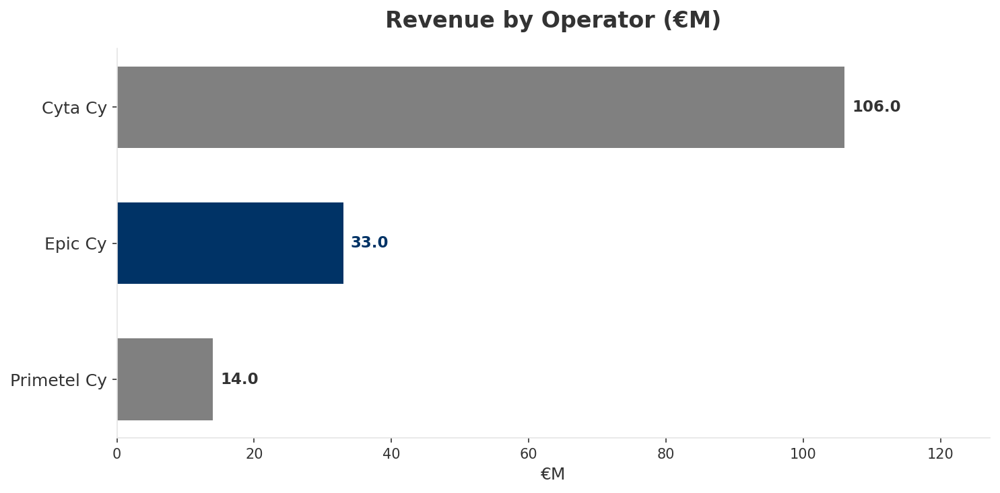 Revenue by Operator (€M)
Cyta Cy
106.0
Epic Cy
33.0
Primetel Cy
14.0
0 20 40 60 80 100 120
€M